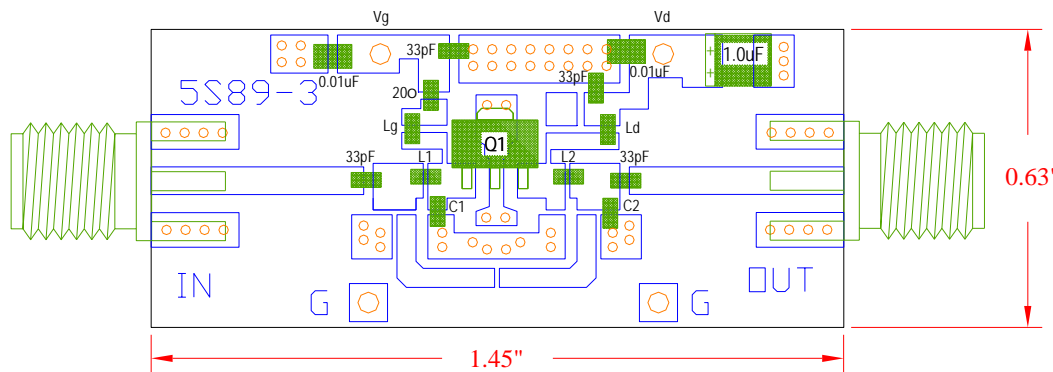 Vg Vd
33pF 1.0uF
0.01uF 33pF 0.01uF
5S89-3 20O
Lg Q1 Ld
33pF L1 L2 33pF
0.63"
C1 C2
IN OUT
G G
1.45"